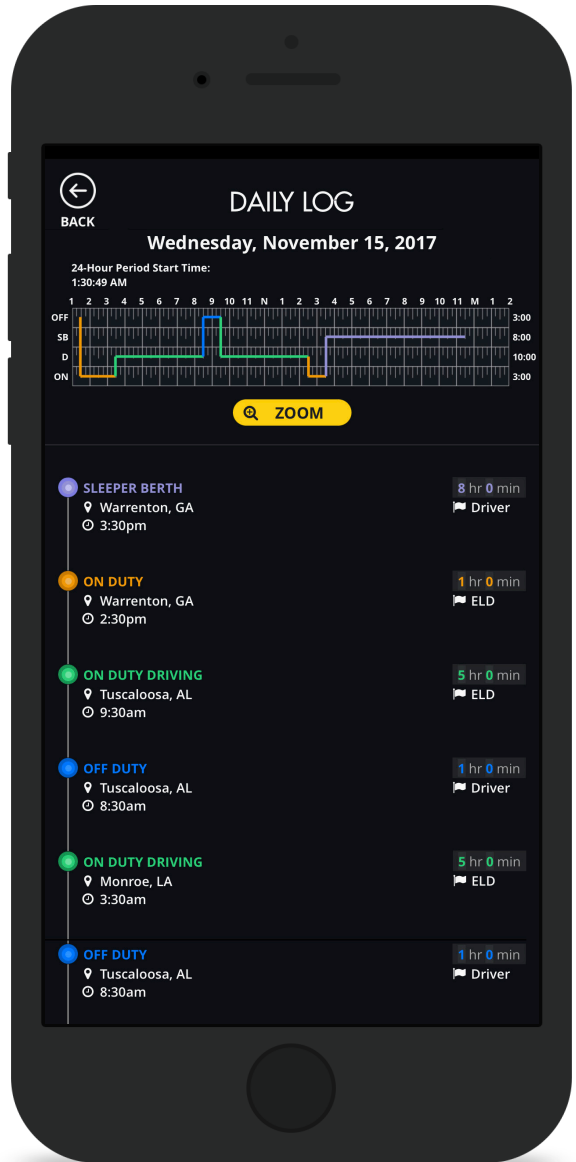 BACK
DAILY LOG
Wednesday, November 15, 2017
24-Hour Period Start Time:
1:30:49 AM
1 2 3 4 5 6 7 8 9 10 11 N 1 2 3 4 5 6 7 8 9 10 11 M 1 2
OFF 3:00
SB 8:00
D 10:00
ON 3:00
ZOOM
SLEEPER BERTH 8 hr 0 min
Warrenton, GA Driver
3:30pm
ON DUTY 1 hr 0 min
Warrenton, GA ELD
2:30pm
ON DUTY DRIVING 5 hr 0 min
Tuscaloosa, AL ELD
9:30am
OFF DUTY 1 hr 0 min
Tuscaloosa, AL Driver
8:30am
ON DUTY DRIVING 5 hr 0 min
Monroe, LA ELD
3:30am
OFF DUTY 1 hr 0 min
Tuscaloosa, AL Driver
8:30am